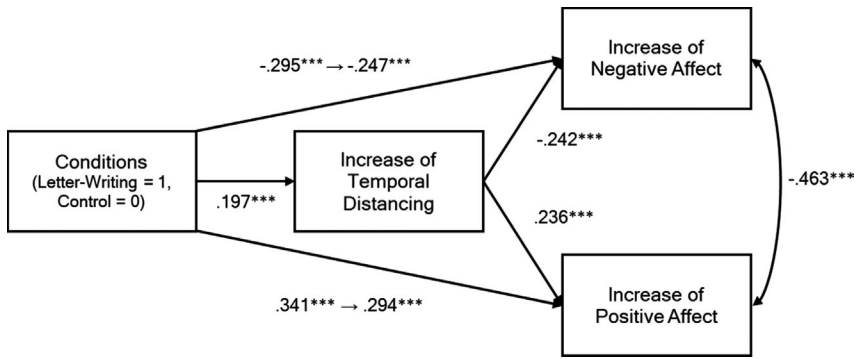 Increase of
Negative Affect
-.295*** → -.247***
-.242***
Conditions
(Letter-Writing = 1,
Control = 0)
Increase of
Temporal
Distancing
-.463***
.197***
.236***
Increase of
Positive Affect
.341*** → .294***